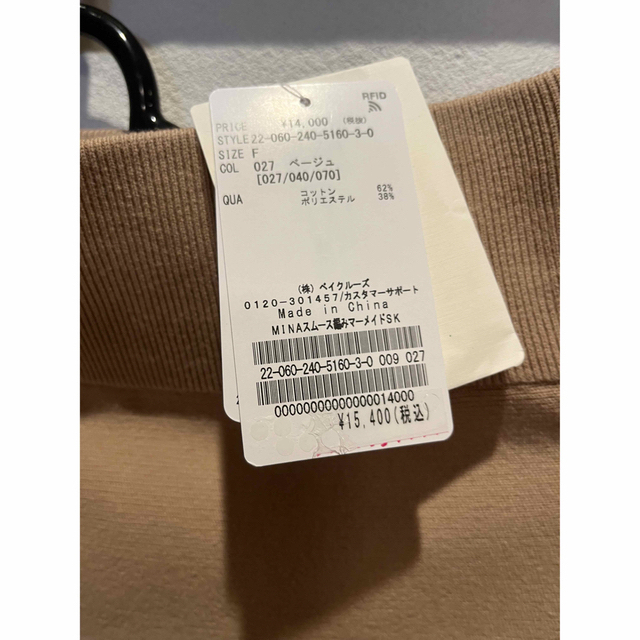 RFID
PRICE ¥14,000 (税抜)
STYLE22-060-240-5160-3-0
SIZE F
COL 027 ベージュ
[027/040/070]
QUA コットン 62%
ポリエステル 38%
(株) ベイクルーズ
0120-301457/カスタマーサポート
Made in China
MINAスムース編みマーメイドSK
22-060-240-5160-3-0 009 027
00000000000000014000
¥15,400(税込)